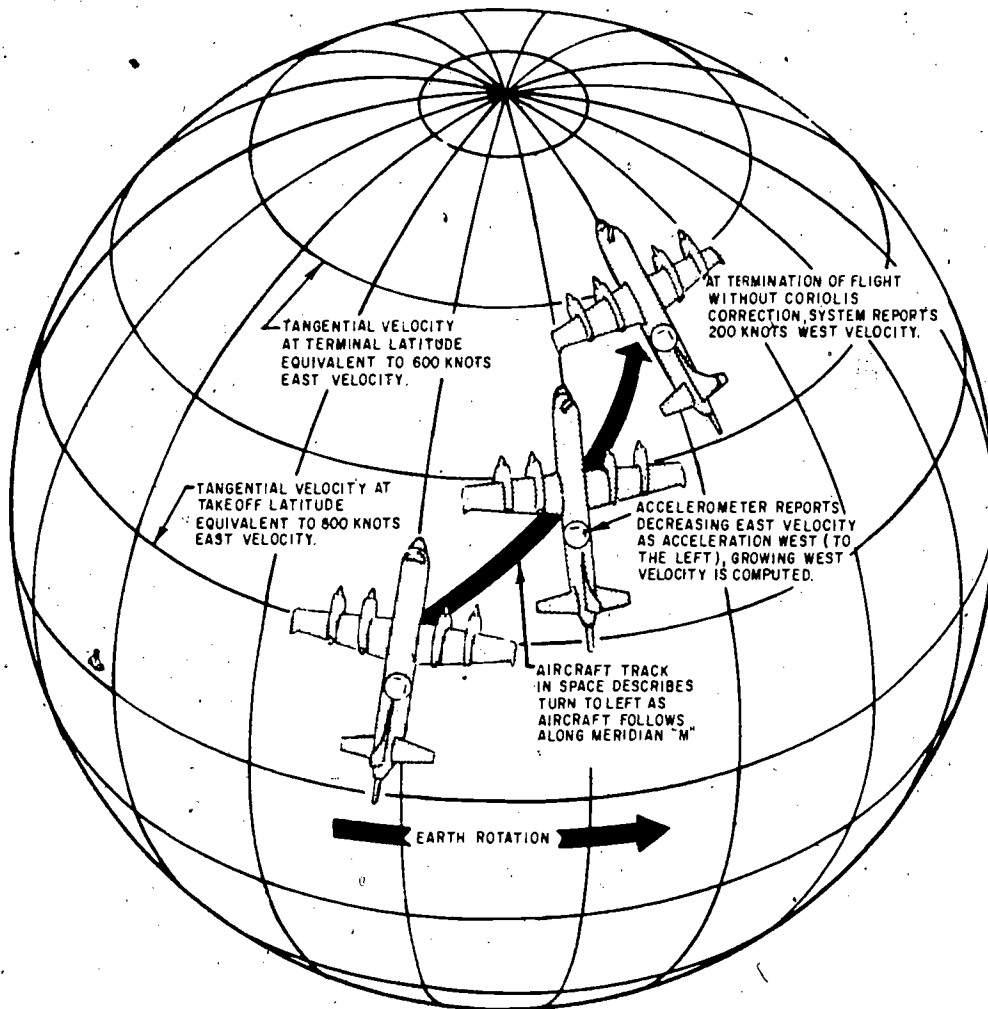 AT TERMINATION OF FLIGHT
WITHOUT CORIOLIS
CORRECTION, SYSTEM REPORTS
200 KNOTS WEST VELOCITY.
TANGENTIAL VELOCITY
AT TERMINAL LATITUDE
EQUIVALENT TO 600 KNOTS
EAST VELOCITY.
TANGENTIAL VELOCITY AT
TAKEOFF LATITUDE
EQUIVALENT TO 800 KNOTS
EAST VELOCITY.
ACCELEROMETER REPORTS
DECREASING EAST VELOCITY
AS ACCELERATION WEST (TO
THE LEFT), GROWING WEST
VELOCITY IS COMPUTED.
AIRCRAFT TRACK
IN SPACE DESCRIBES
TURN TO LEFT AS
AIRCRAFT FOLLOWS
ALONG MERIDIAN "M"
EARTH ROTATION